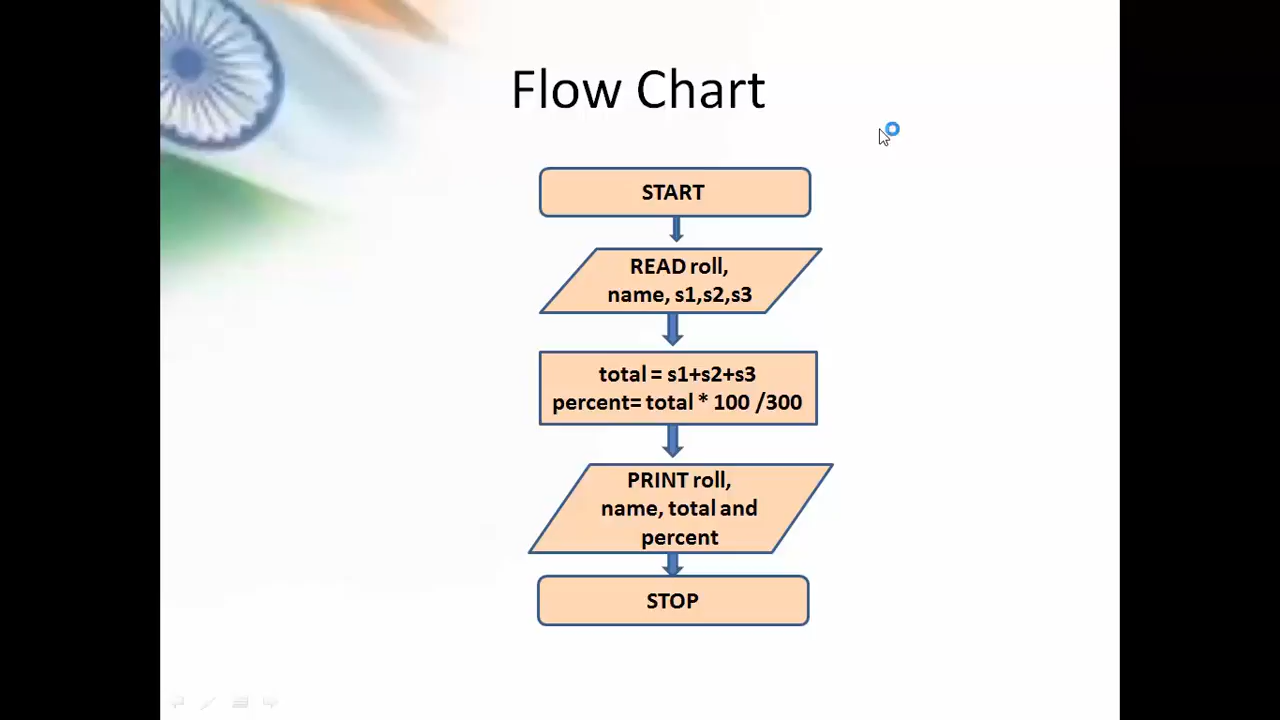 Flow Chart
START
READ roll,
name, s1,s2,s3
total = s1+s2+s3
percent= total * 100 /300
PRINT roll,
name, total and
percent
STOP